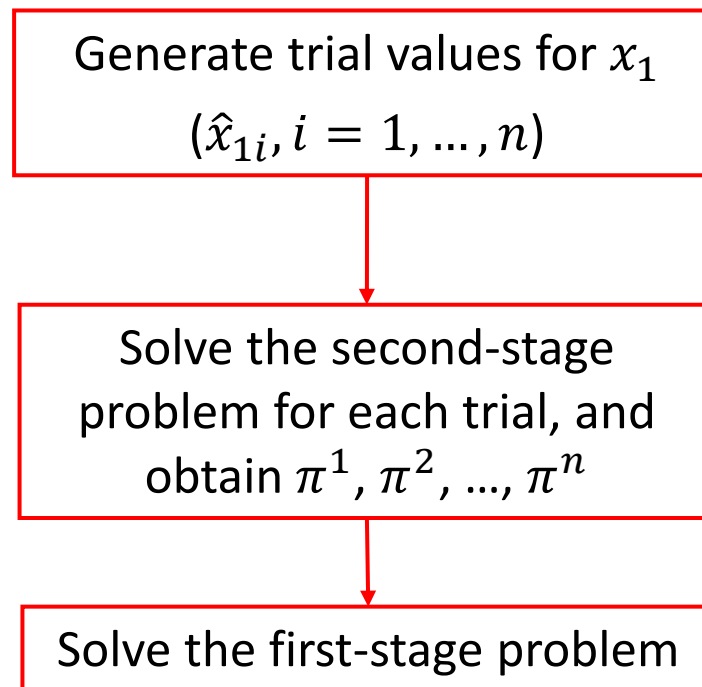 Generate trial values for 𝑥₁
(𝑥̂₁ᵢ, 𝑖 = 1, … , 𝑛)
Solve the second-stage
problem for each trial, and
obtain 𝜋¹, 𝜋², …, 𝜋ⁿ
Solve the first-stage problem